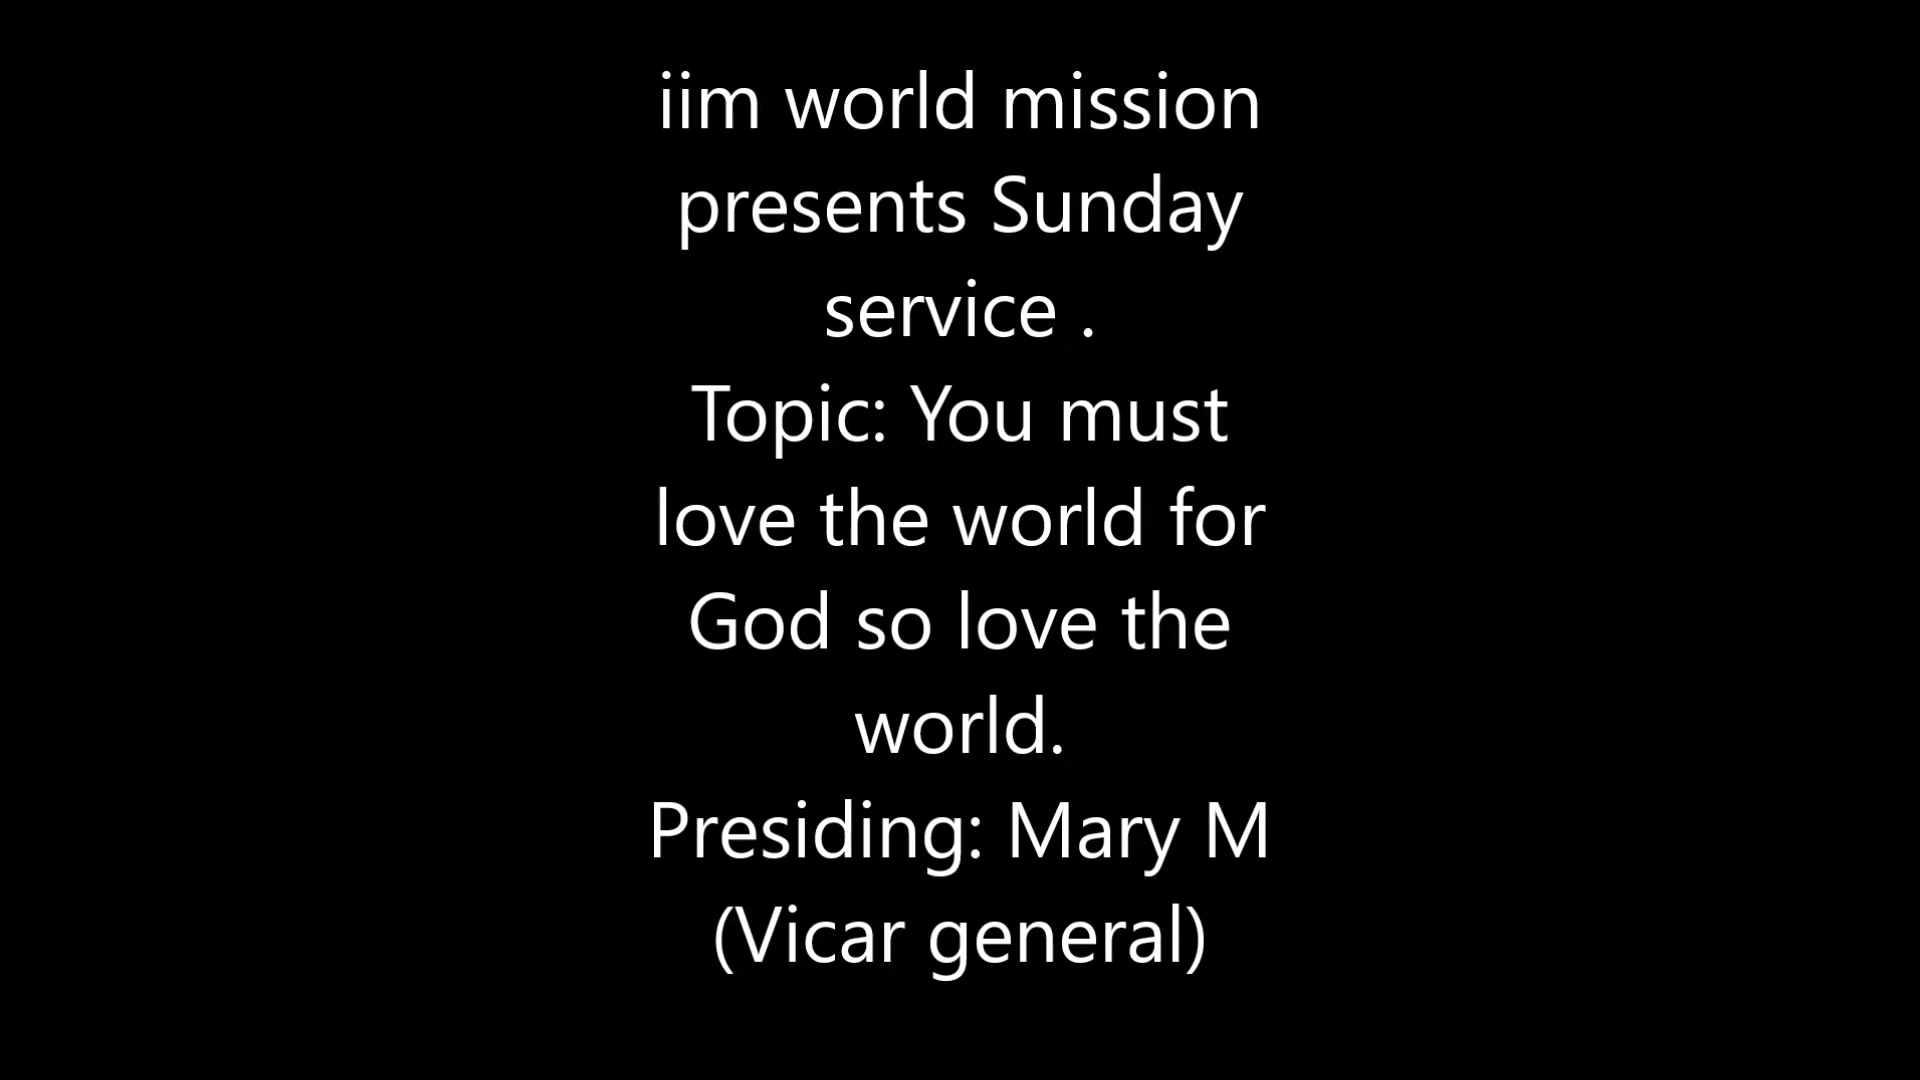 iim world mission
presents Sunday
service .
Topic: You must
love the world for
God so love the
world.
Presiding: Mary M
(Vicar general)